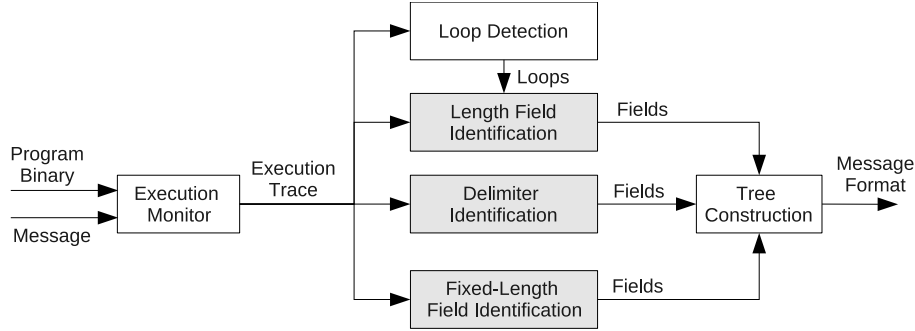 Loop Detection
Loops
Length Field
Identification
Fields
Program
Binary
Execution
Trace
Message
Format
Execution
Monitor
Delimiter
Identification
Fields
Tree
Construction
Message
Fixed-Length
Field Identification
Fields